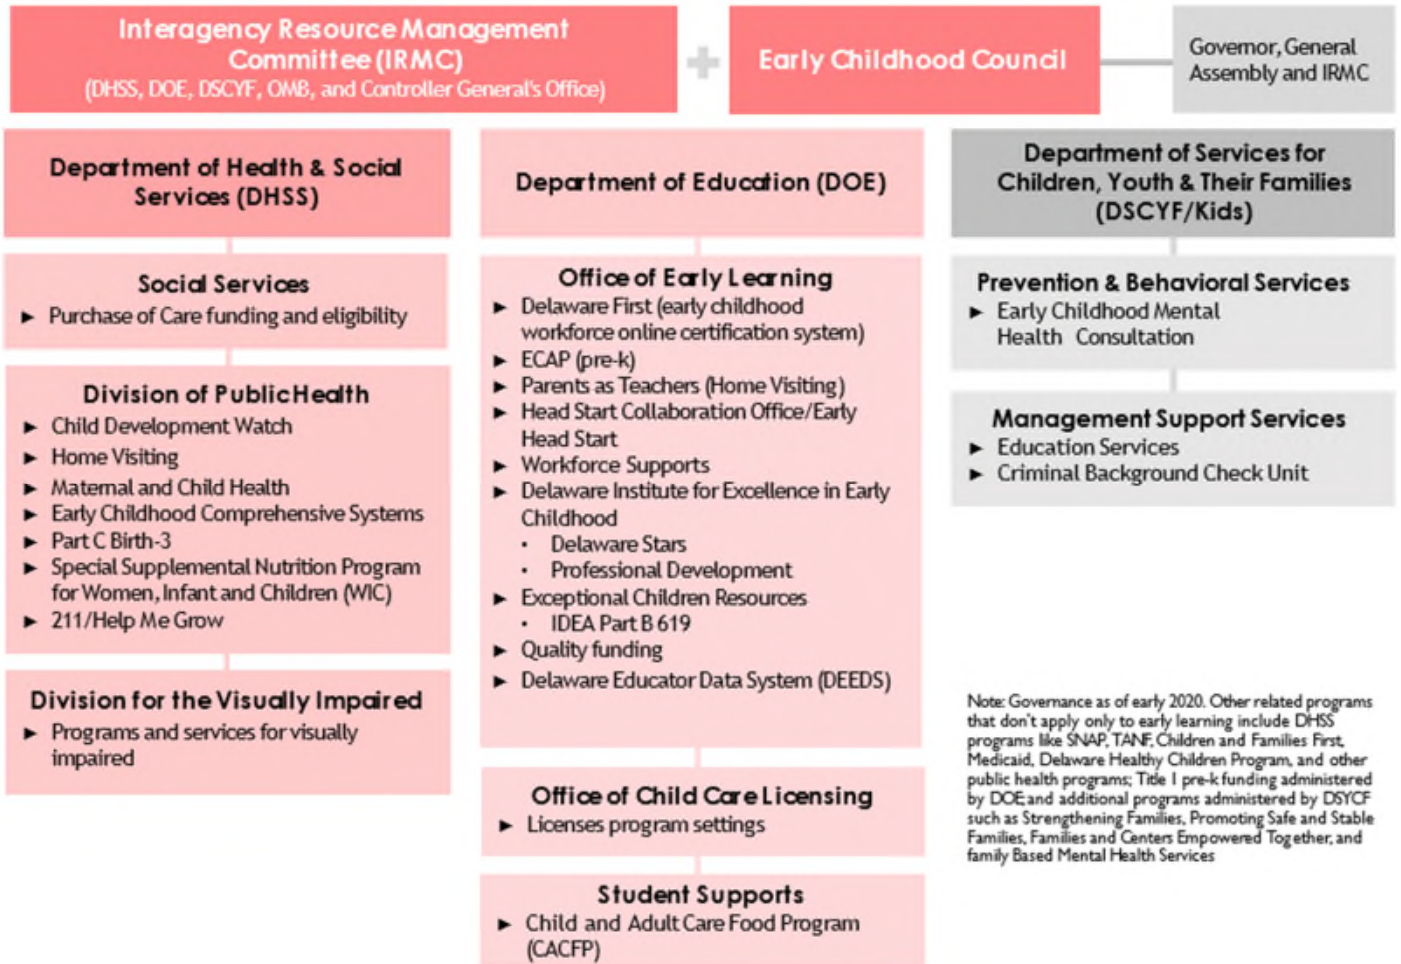 Interagency Resource Management
Committee (IRMC)
(DHSS, DOE, DSCYF, OMB, and Controller General's Office)
Early Childhood Council
Governor, General
Assembly and IRMC
Department of Health & Social
Services (DHSS)
Social Services
► Purchase of Care funding and eligibility
Division of Public Health
► Child Development Watch
► Home Visiting
► Maternal and Child Health
► Early Childhood Comprehensive Systems
► Part C Birth-3
► Special Supplemental Nutrition Program
for Women, Infant and Children (WIC)
► 211/Help Me Grow
Division for the Visually Impaired
► Programs and services for visually
impaired
Department of Education (DOE)
Office of Early Learning
► Delaware First (early childhood
workforce online certification system)
► ECAP (pre-k)
► Parents as Teachers (Home Visiting)
► Head Start Collaboration Office/Early
Head Start
► Workforce Supports
► Delaware Institute for Excellence in Early
Childhood
• Delaware Stars
• Professional Development
► Exceptional Children Resources
• IDEA Part B 619
► Quality funding
► Delaware Educator Data System (DEEDS)
Office of Child Care Licensing
► Licenses program settings
Student Supports
► Child and Adult Care Food Program
(CACFP)
Department of Services for
Children, Youth & Their Families
(DSCYF/Kids)
Prevention & Behavioral Services
► Early Childhood Mental
Health Consultation
Management Support Services
► Education Services
► Criminal Background Check Unit
Note: Governance as of early 2020. Other related programs
that don't apply only to early learning include DHSS
programs like SNAP, TANF, Children and Families First,
Medicaid, Delaware Healthy Children Program, and other
public health programs; Title I pre-k funding administered
by DOE and additional programs administered by DSYCF
such as Strengthening Families, Promoting Safe and Stable
Families, Families and Centers Empowered Together, and
family Based Mental Health Services